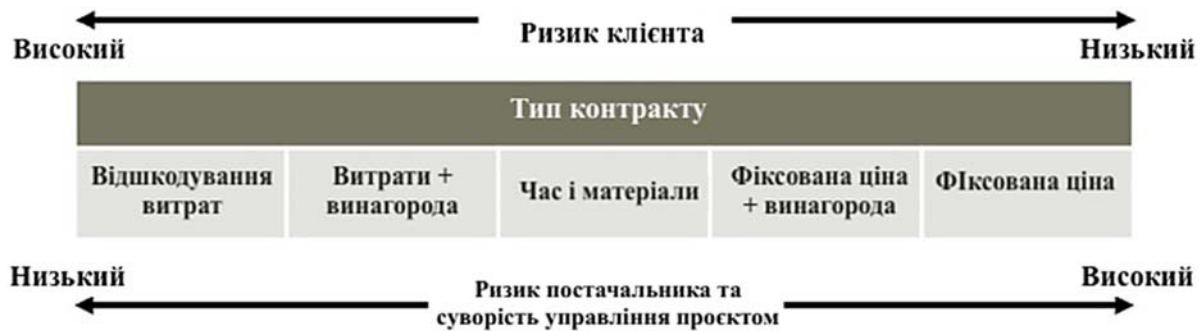 Ризик клієнта
Високий
Низький
Тип контракту
Відшкодування
витрат
Витрати +
винагорода
Час і матеріали
Фіксована ціна
+ винагорода
ФІксована ціна
Низький
Високий
Ризик постачальника та
суворість управління проєктом